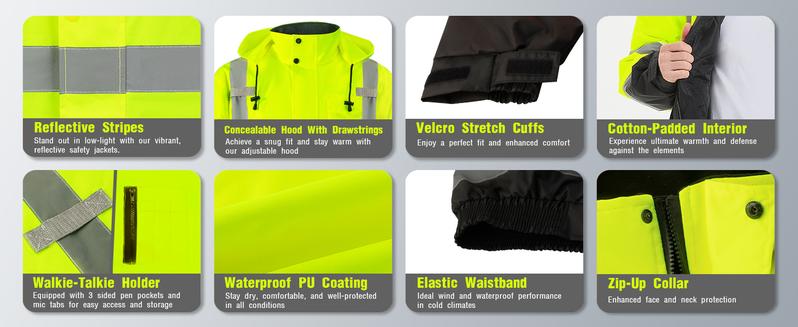 Reflective Stripes
Stand out in low-light with our vibrant,
reflective safety jackets.
Concealable Hood With Drawstrings
Achieve a snug fit and stay warm with
our adjustable hood
Velcro Stretch Cuffs
Enjoy a perfect fit and enhanced comfort
Cotton-Padded Interior
Experience ultimate warmth and defense
against the elements
Walkie-Talkie Holder
Equipped with 3 sided pen pockets and
mic tabs for easy access and storage
Waterproof PU Coating
Stay dry, comfortable, and well-protected
in all conditions
Elastic Waistband
Ideal wind and waterproof performance
in cold climates
Zip-Up Collar
Enhanced face and neck protection